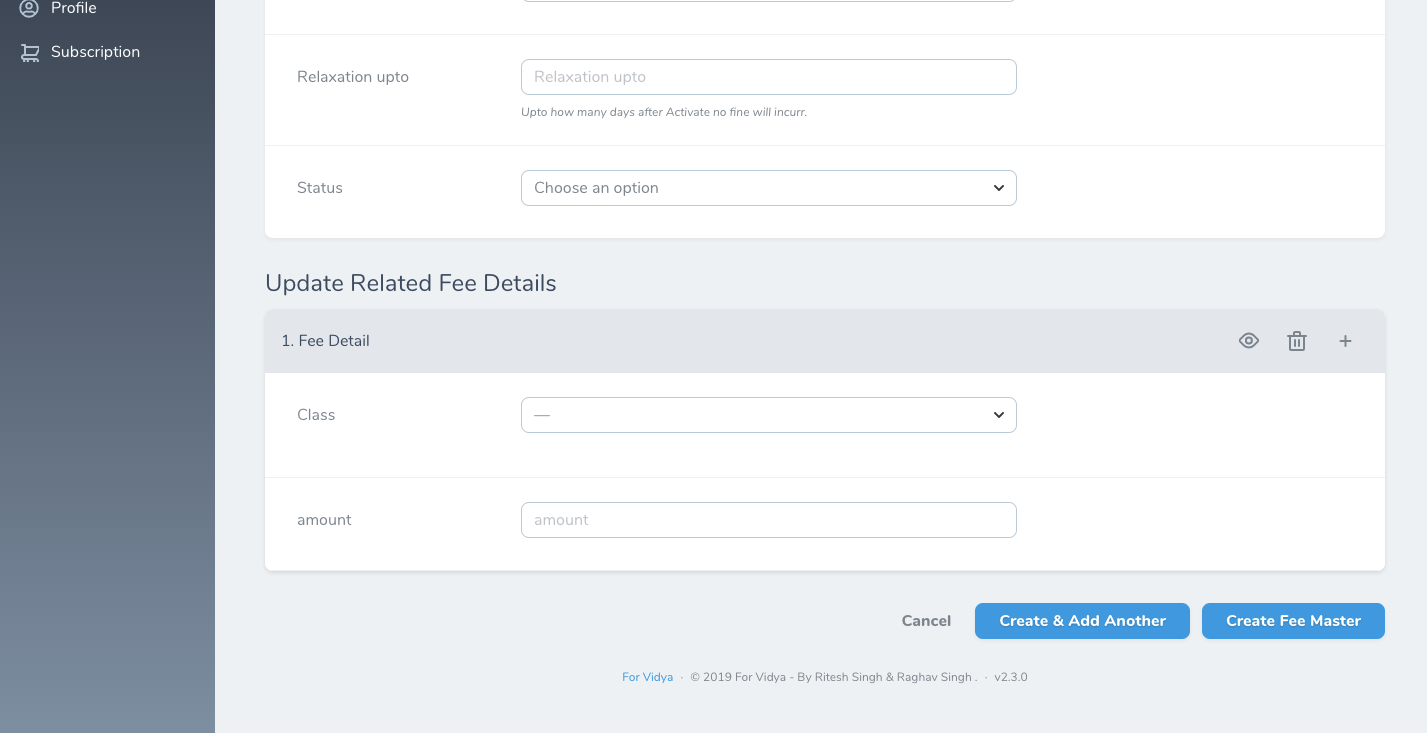 Profile
Subscription
Relaxation upto
Relaxation upto
Upto how many days after Activate no fine will incurr.
Status
Choose an option
Update Related Fee Details
1. Fee Detail
Class
—
amount
amount
Cancel
Create & Add Another
Create Fee Master
For Vidya · © 2019 For Vidya - By Ritesh Singh & Raghav Singh . · v2.3.0